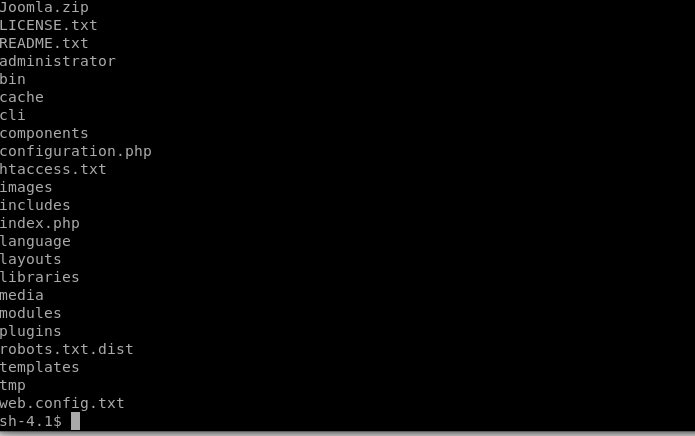 Joomla.zip
LICENSE.txt
README.txt
administrator
bin
cache
cli
components
configuration.php
htaccess.txt
images
includes
index.php
language
layouts
libraries
media
modules
plugins
robots.txt.dist
templates
tmp
web.config.txt
sh-4.1$